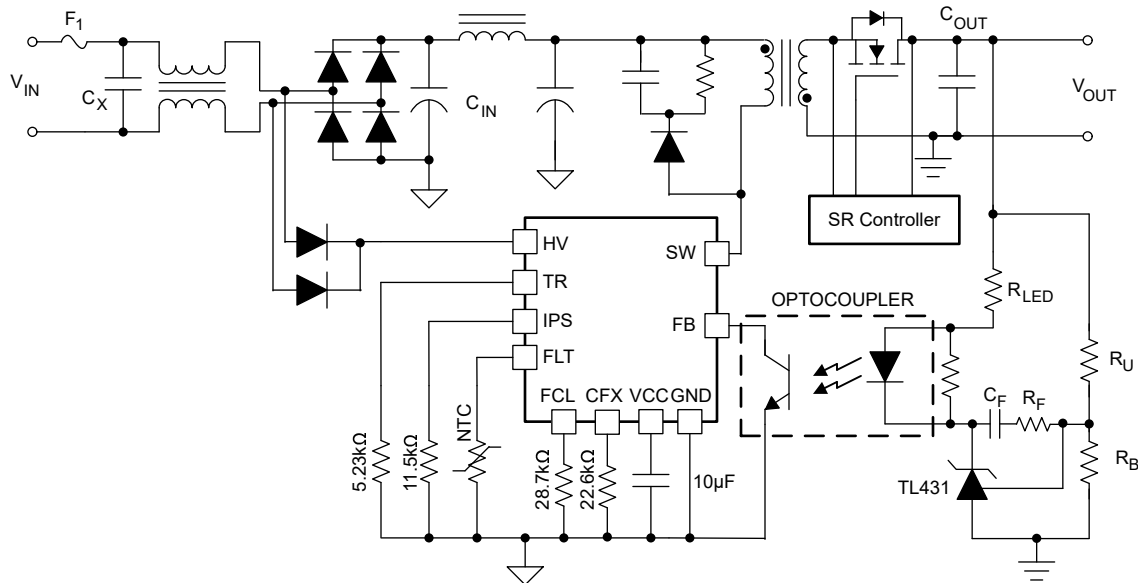 F1
VIN
CX
CIN
COUT
VOUT
SR Controller
HV
TR
IPS
FLT
SW
FB
FCL
CFX
VCC
GND
OPTOCOUPLER
RLED
RU
CF
RF
RB
TL431
5.23kΩ
11.5kΩ
NTC
28.7kΩ
22.6kΩ
10µF